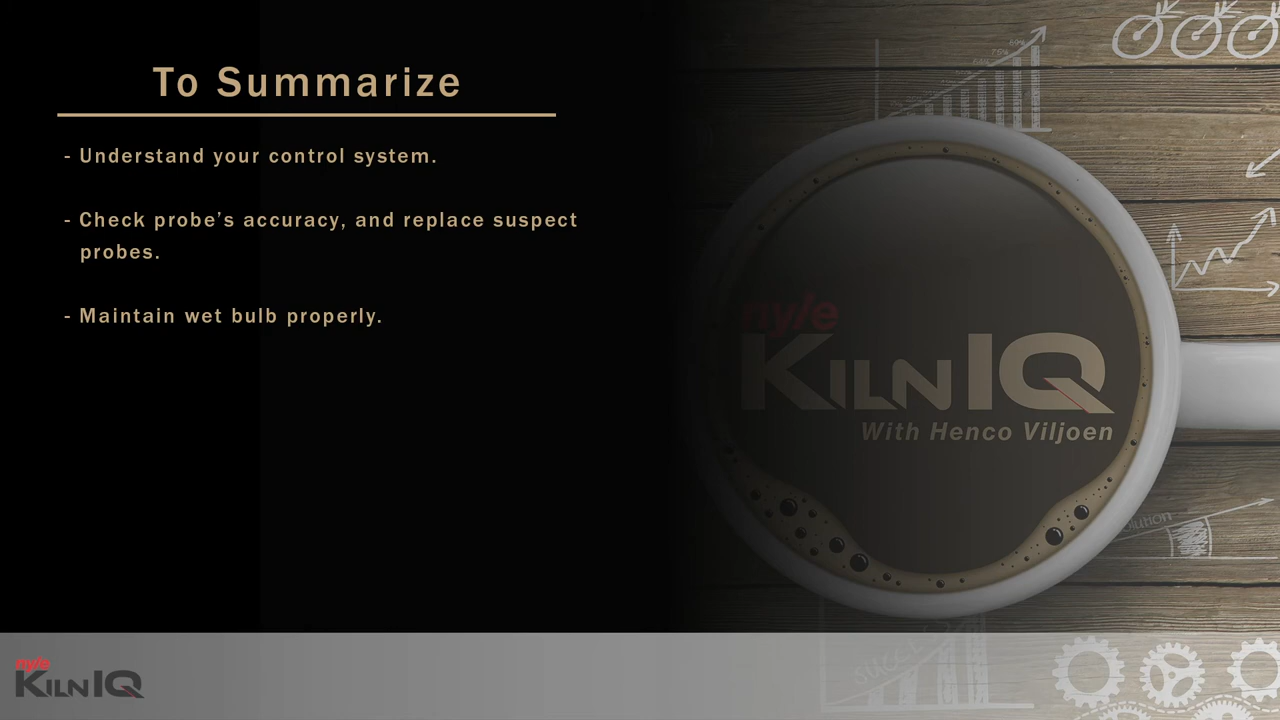 To Summarize
- Understand your control system.
- Check probe’s accuracy, and replace suspect
probes.
- Maintain wet bulb properly.
nyle
KILN IQ
With Henco Viljoen
nyle
KILN IQ